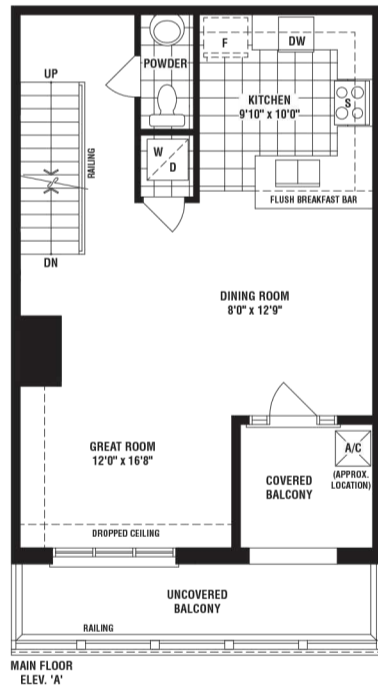 F
DW
POWDER
UP
KITCHEN
9'10" x 10'0"
S
RAILING
W
D
FLUSH BREAKFAST BAR
DN
DINING ROOM
8'0" x 12'9"
GREAT ROOM
12'0" x 16'8"
A/C
(APPROX.
LOCATION)
COVERED
BALCONY
DROPPED CEILING
UNCOVERED
BALCONY
RAILING
MAIN FLOOR
ELEV. 'A'